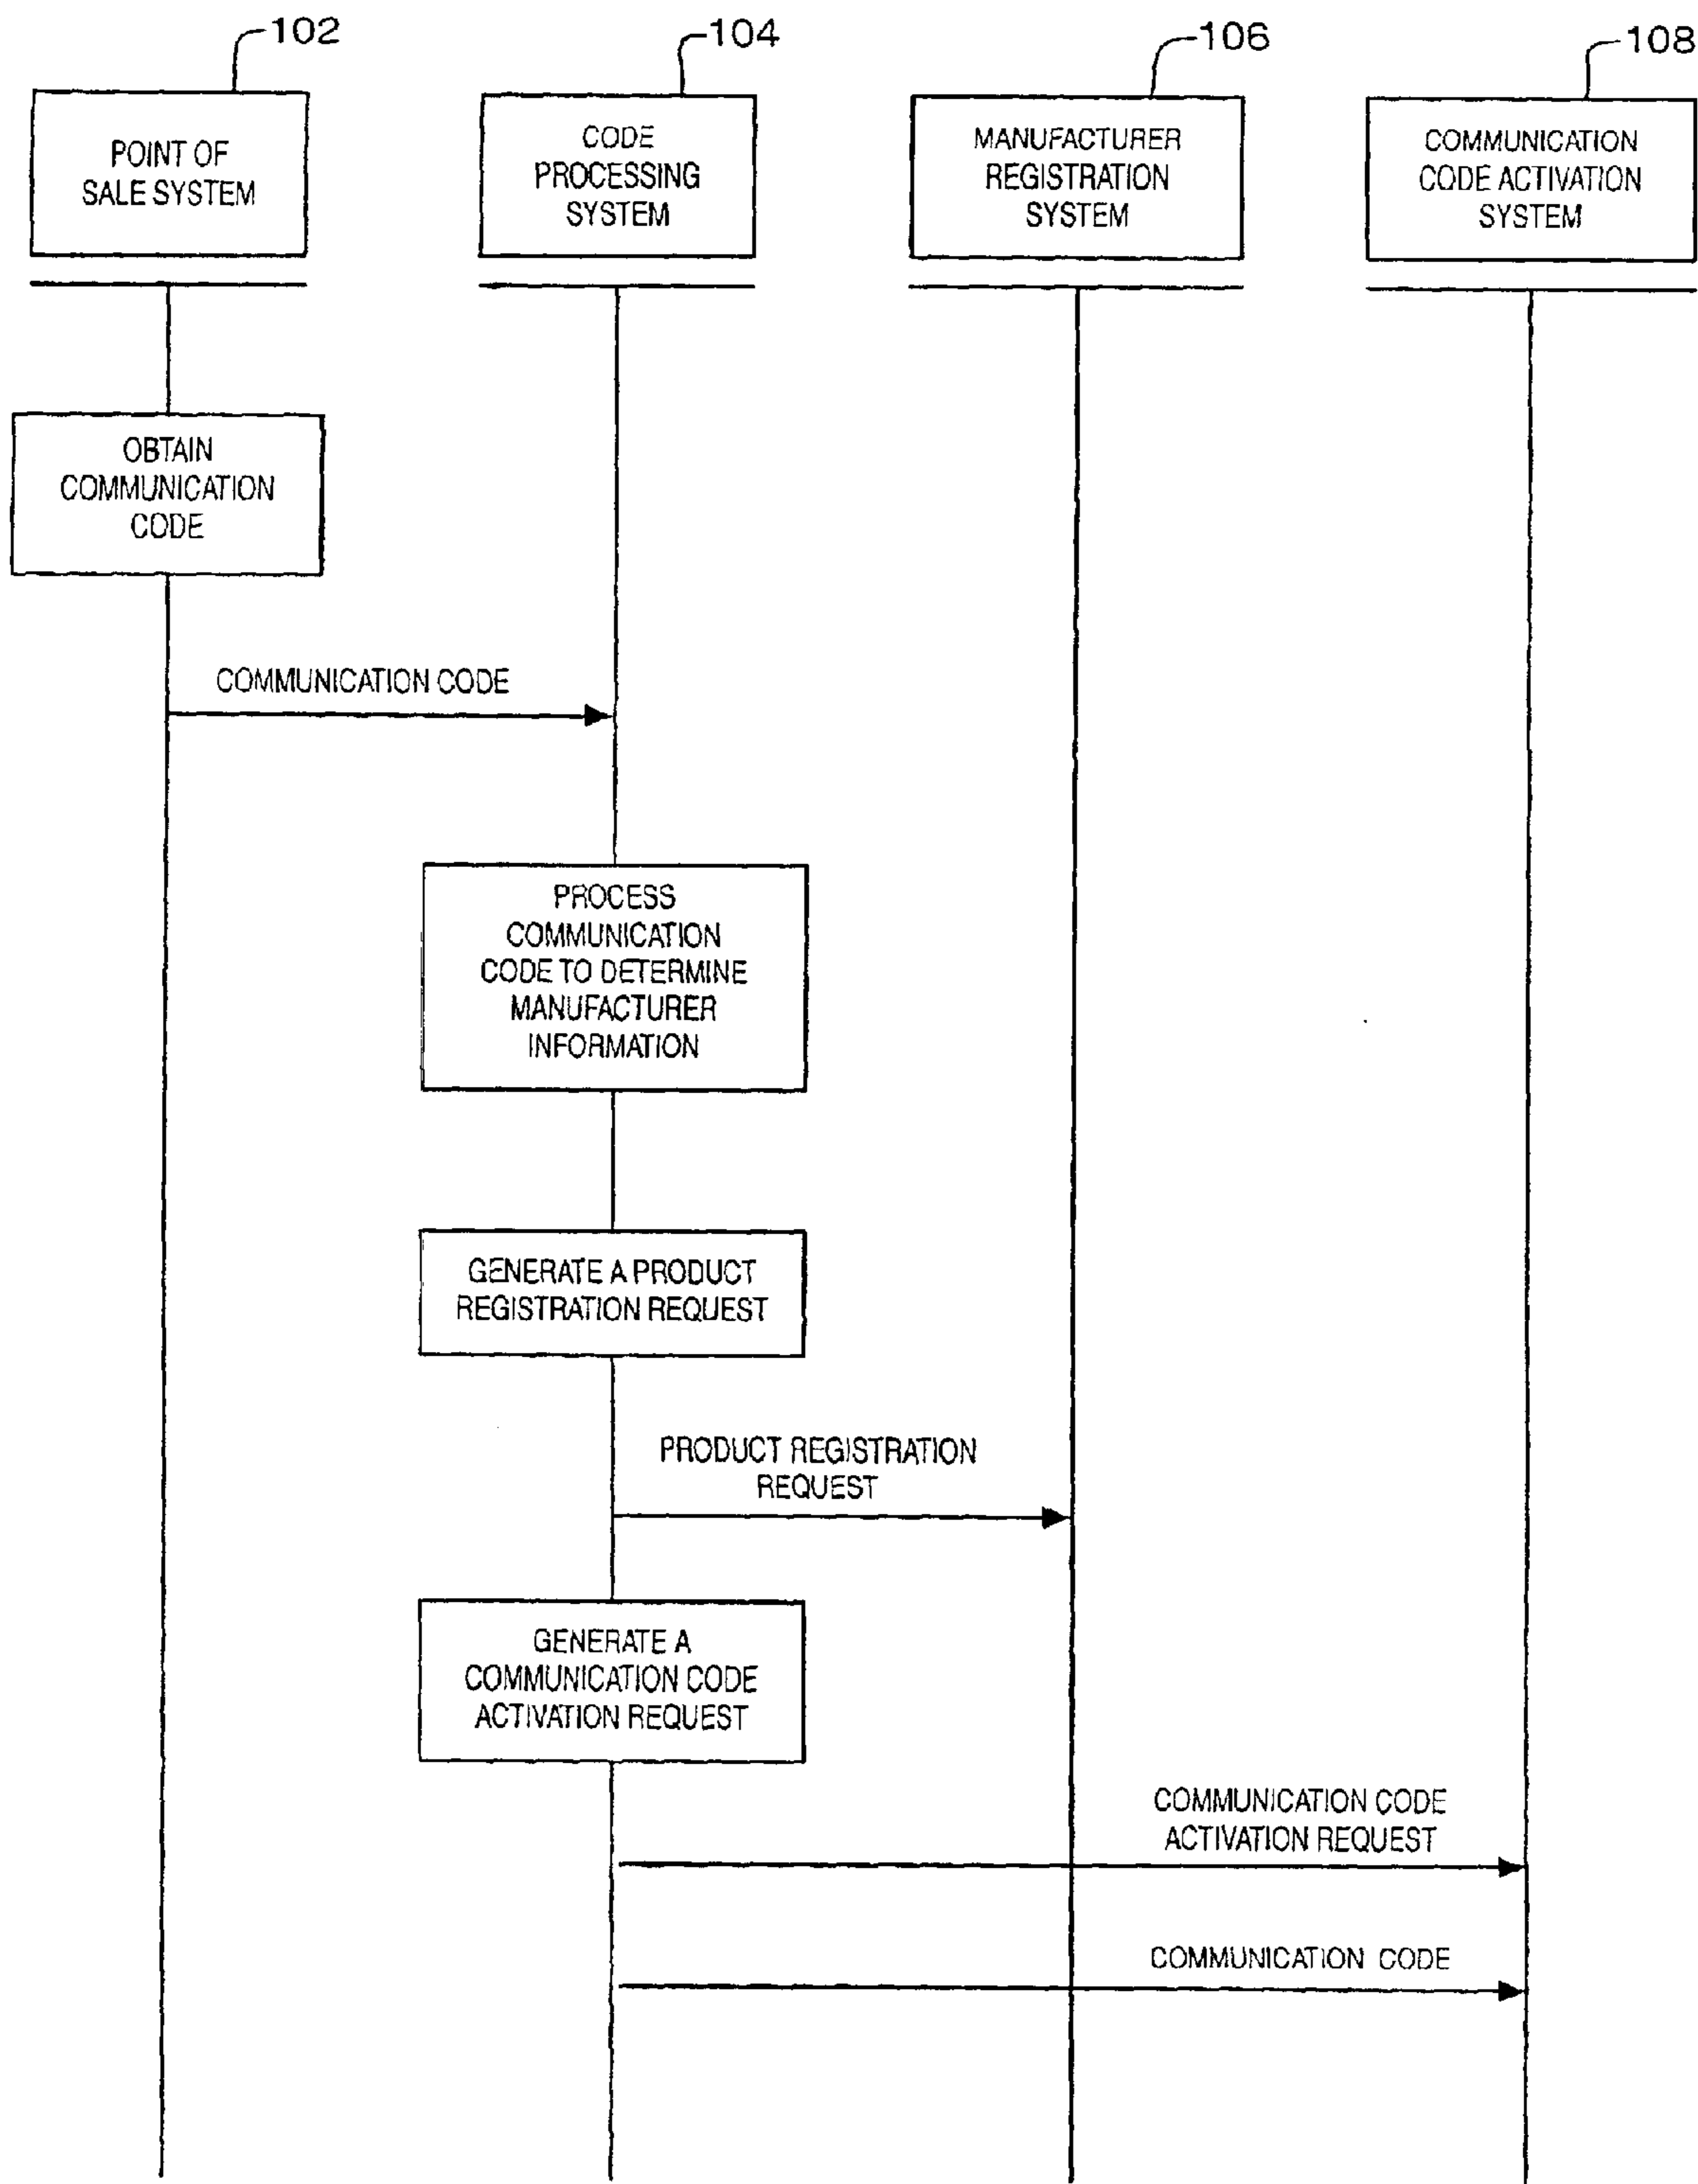 102
104
106
108
POINT OF
SALE SYSTEM
CODE
PROCESSING
SYSTEM
MANUFACTURER
REGISTRATION
SYSTEM
COMMUNICATION
CODE ACTIVATION
SYSTEM
OBTAIN
COMMUNICATION
CODE
COMMUNICATION CODE
PROCESS
COMMUNICATION
CODE TO DETERMINE
MANUFACTURER
INFORMATION
GENERATE A PRODUCT
REGISTRATION REQUEST
PRODUCT REGISTRATION
REQUEST
GENERATE A
COMMUNICATION CODE
ACTIVATION REQUEST
COMMUNICATION CODE
ACTIVATION REQUEST
COMMUNICATION CODE